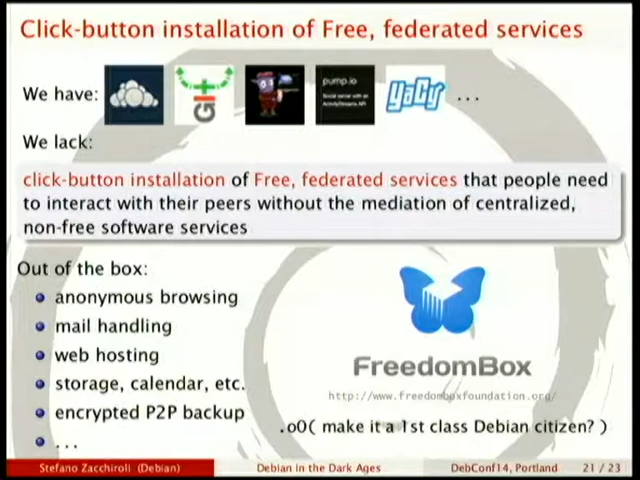 Click-button installation of Free, federated services
We have:
git
pump.io
Social server with an
ActivityStreams API
YaCy
...
We lack:
click-button installation of Free, federated services that people need
to interact with their peers without the mediation of centralized,
non-free software services
Out of the box:
anonymous browsing
mail handling
web hosting
storage, calendar, etc.
encrypted P2P backup
...
FreedomBox
http://www.freedomboxfoundation.org/
.oO( make it a 1st class Debian citizen? )
Stefano Zacchiroli (Debian) Debian in the Dark Ages DebConf14, Portland 21 / 23